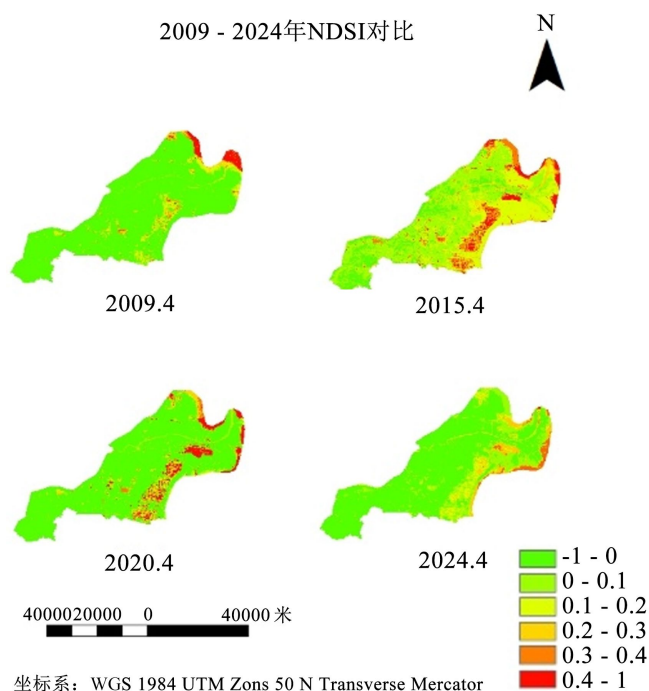 2009 - 2024年NDSI对比
N
2009.4
2015.4
2020.4
2024.4
-1 - 0
0 - 0.1
0.1 - 0.2
0.2 - 0.3
0.3 - 0.4
0.4 - 1
4000020000 0 40000 米
坐标系：WGS 1984 UTM Zons 50 N Transverse Mercator